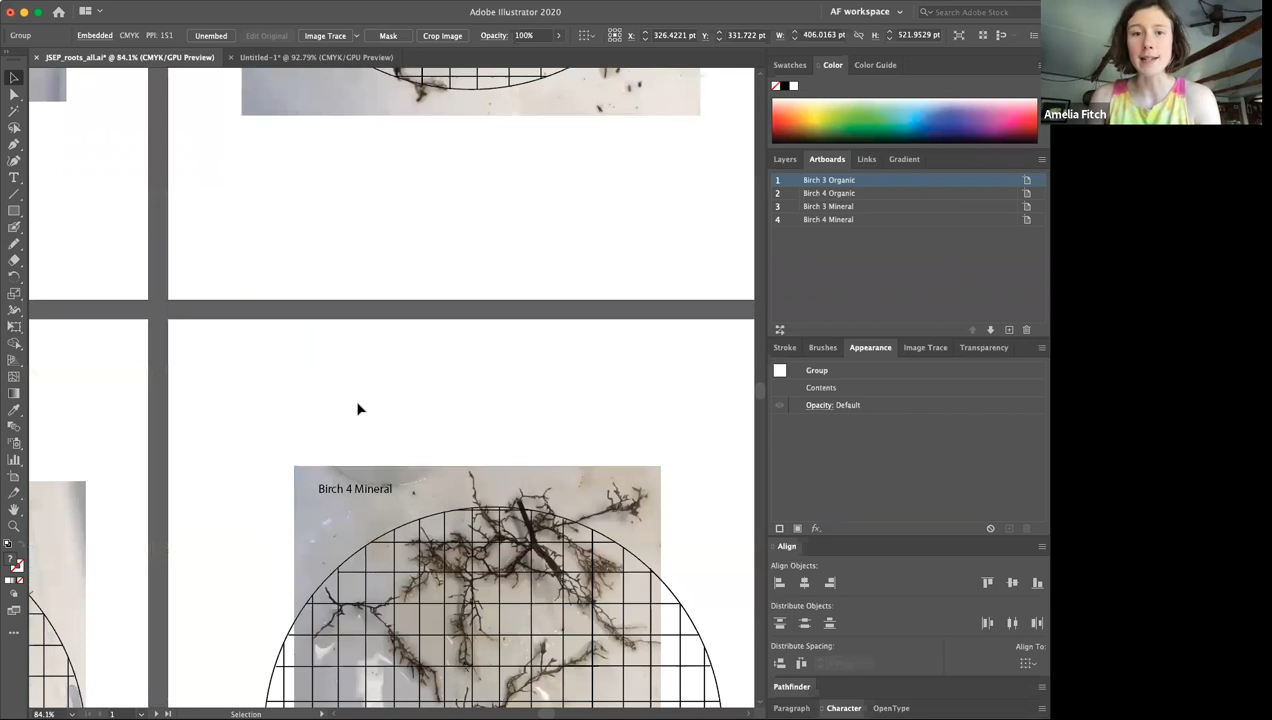 Adobe Illustrator 2020
AF workspace
Search Adobe Stock
Group
Embedded
CMYK
PPI: 151
Unembed
Edit Original
Image Trace
Mask
Crop Image
Opacity: 100%
X: 326.4221 pt
Y: 331.722 pt
W: 406.0163 pt
H: 521.9529 pt
JSEP_roots_all.ai* @ 84.1% (CMYK/GPU Preview)
Untitled-1* @ 92.79% (CMYK/GPU Preview)
Swatches
Color
Color Guide
Amelia Fitch
Layers
Artboards
Links
Gradient
1 Birch 3 Organic
2 Birch 4 Organic
3 Birch 3 Mineral
4 Birch 4 Mineral
Stroke
Brushes
Appearance
Image Trace
Transparency
Group
Contents
Opacity: Default
Birch 4 Mineral
fx
Align
Align Objects:
Distribute Objects:
Distribute Spacing:
Align To:
Pathfinder
Paragraph
Character
OpenType
84.1%
1
Selection